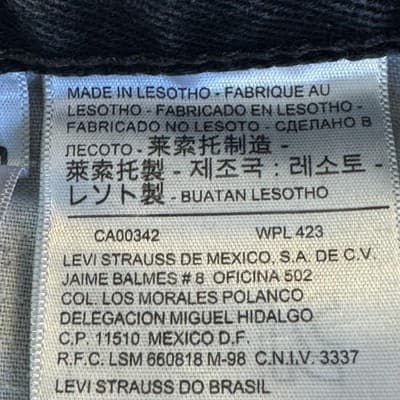 MADE IN LESOTHO - FABRIQUE AU
LESOTHO - FABRICADO EN LESOTHO -
FABRICADO NO LESOTO - СДЕЛАНО В
ЛЕСОТО - 莱索托制造 -
萊索托製 - 제조국 : 레소토 -
レソト製 - BUATAN LESOTHO
CA00342 WPL 423
LEVI STRAUSS DE MEXICO, S.A. DE C.V.
JAIME BALMES # 8 OFICINA 502
COL. LOS MORALES POLANCO
DELEGACION MIGUEL HIDALGO
C.P. 11510 MEXICO D.F.
R.F.C. LSM 660818 M-98 C.N.I.V. 3337
LEVI STRAUSS DO BRASIL